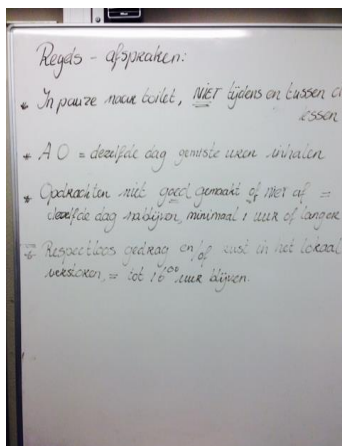 Regels - afspraken:
* In pauze naar toilet, NIET tijdens en tussen
essen
* AO = dezelfde dag gemiste uren inhalen
* Opdrachten niet goed gemaakt of niet af =
dezelfde dag nablijven, minimaal 1 uur of langer
* Respectloos gedrag en/of rust in het lokaal
verstoren, = tot 16°° uur blijven.